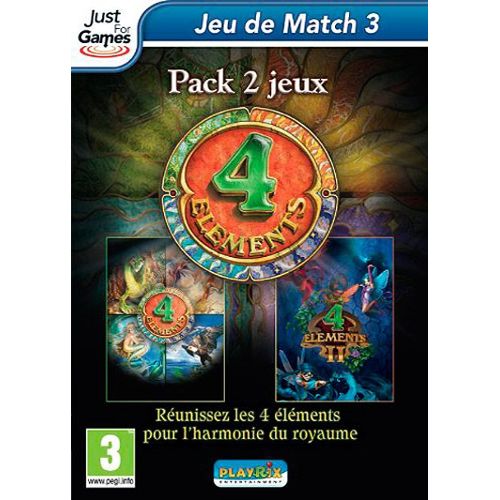 Just
For
Games
Jeu de Match 3
Pack 2 jeux
4
ELEMENTS
4
ELEMENTS
4
ELEMENTS
II
Réunissez les 4 éléments
pour l'harmonie du royaume
3
www.pegi.info
PLAYRIX
ENTERTAINMENT